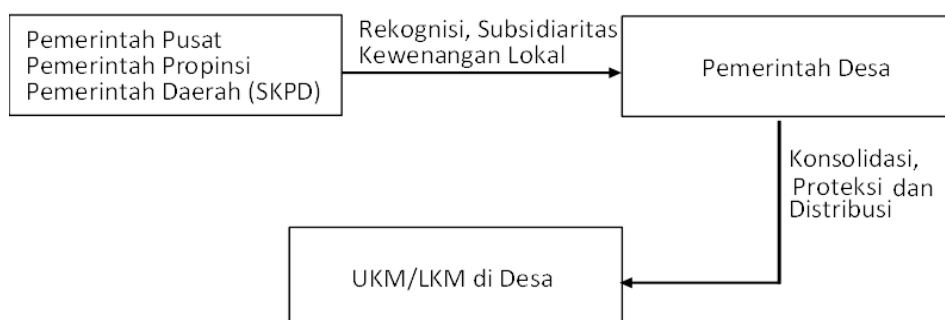 Pemerintah Pusat
Pemerintah Propinsi
Pemerintah Daerah (SKPD)
Rekognisi, Subsidiaritas
Kewenangan Lokal
Pemerintah Desa
Konsolidasi,
Proteksi dan
Distribusi
UKM/LKM di Desa